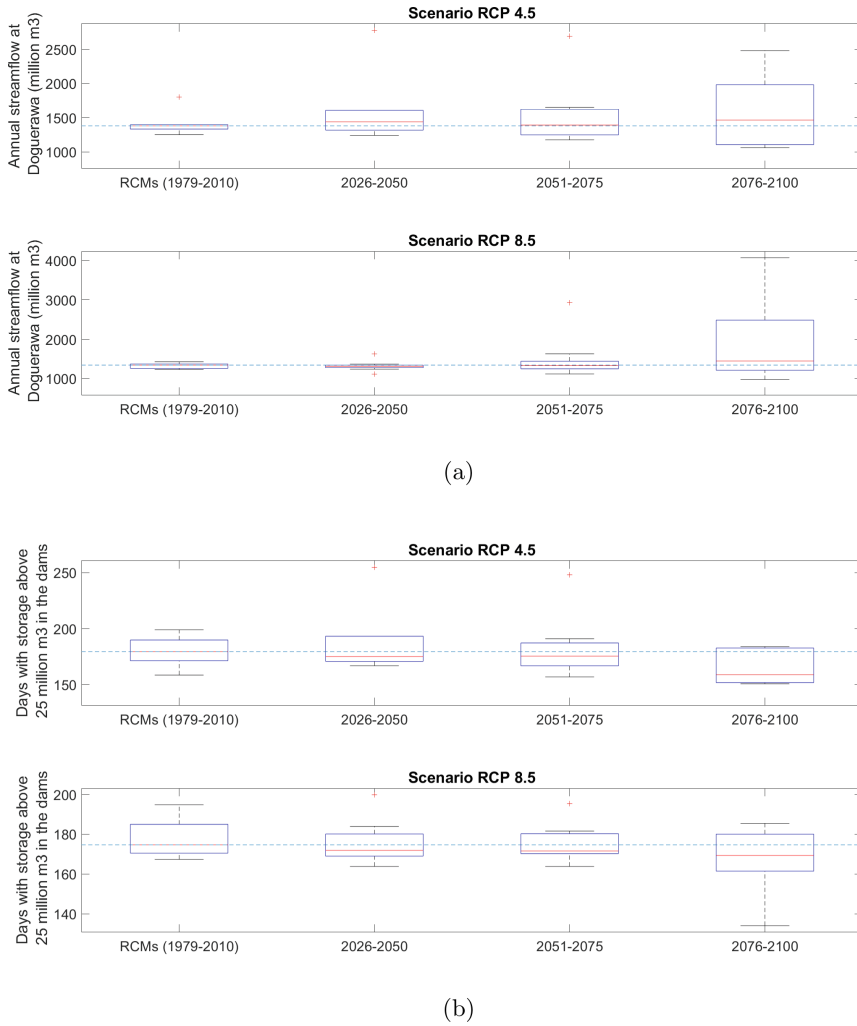 Scenario RCP 4.5
Annual streamflow at
Doguerawa (million m3)
2500
2000
1500
1000
RCMs (1979-2010) 2026-2050 2051-2075 2076-2100
Scenario RCP 8.5
Annual streamflow at
Doguerawa (million m3)
4000
3000
2000
1000
RCMs (1979-2010) 2026-2050 2051-2075 2076-2100
(a)
Scenario RCP 4.5
Days with storage above
25 million m3 in the dams
250
200
150
RCMs (1979-2010) 2026-2050 2051-2075 2076-2100
Scenario RCP 8.5
Days with storage above
25 million m3 in the dams
200
180
160
140
RCMs (1979-2010) 2026-2050 2051-2075 2076-2100
(b)